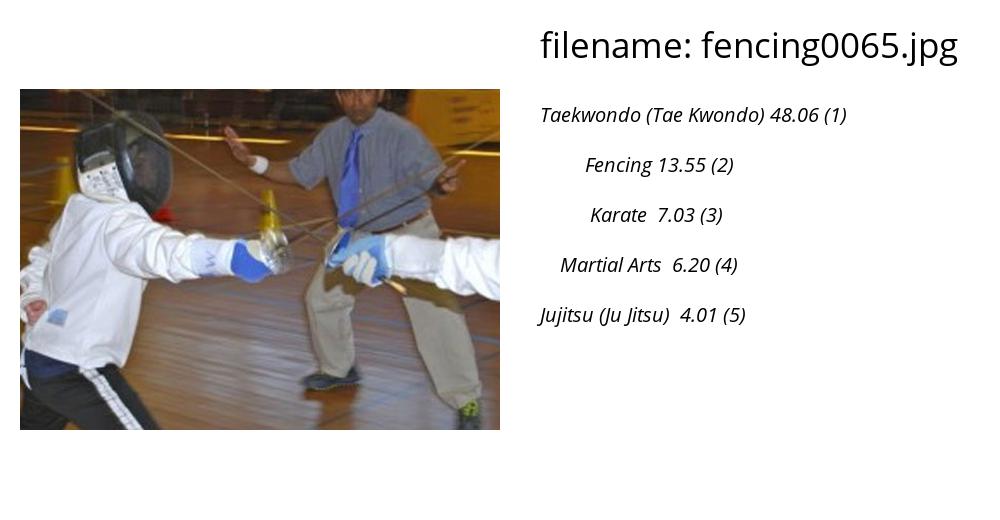 filename: fencing0065.jpg
Taekwondo (Tae Kwondo) 48.06 (1)
Fencing 13.55 (2)
Karate 7.03 (3)
Martial Arts 6.20 (4)
Jujitsu (Ju Jitsu) 4.01 (5)